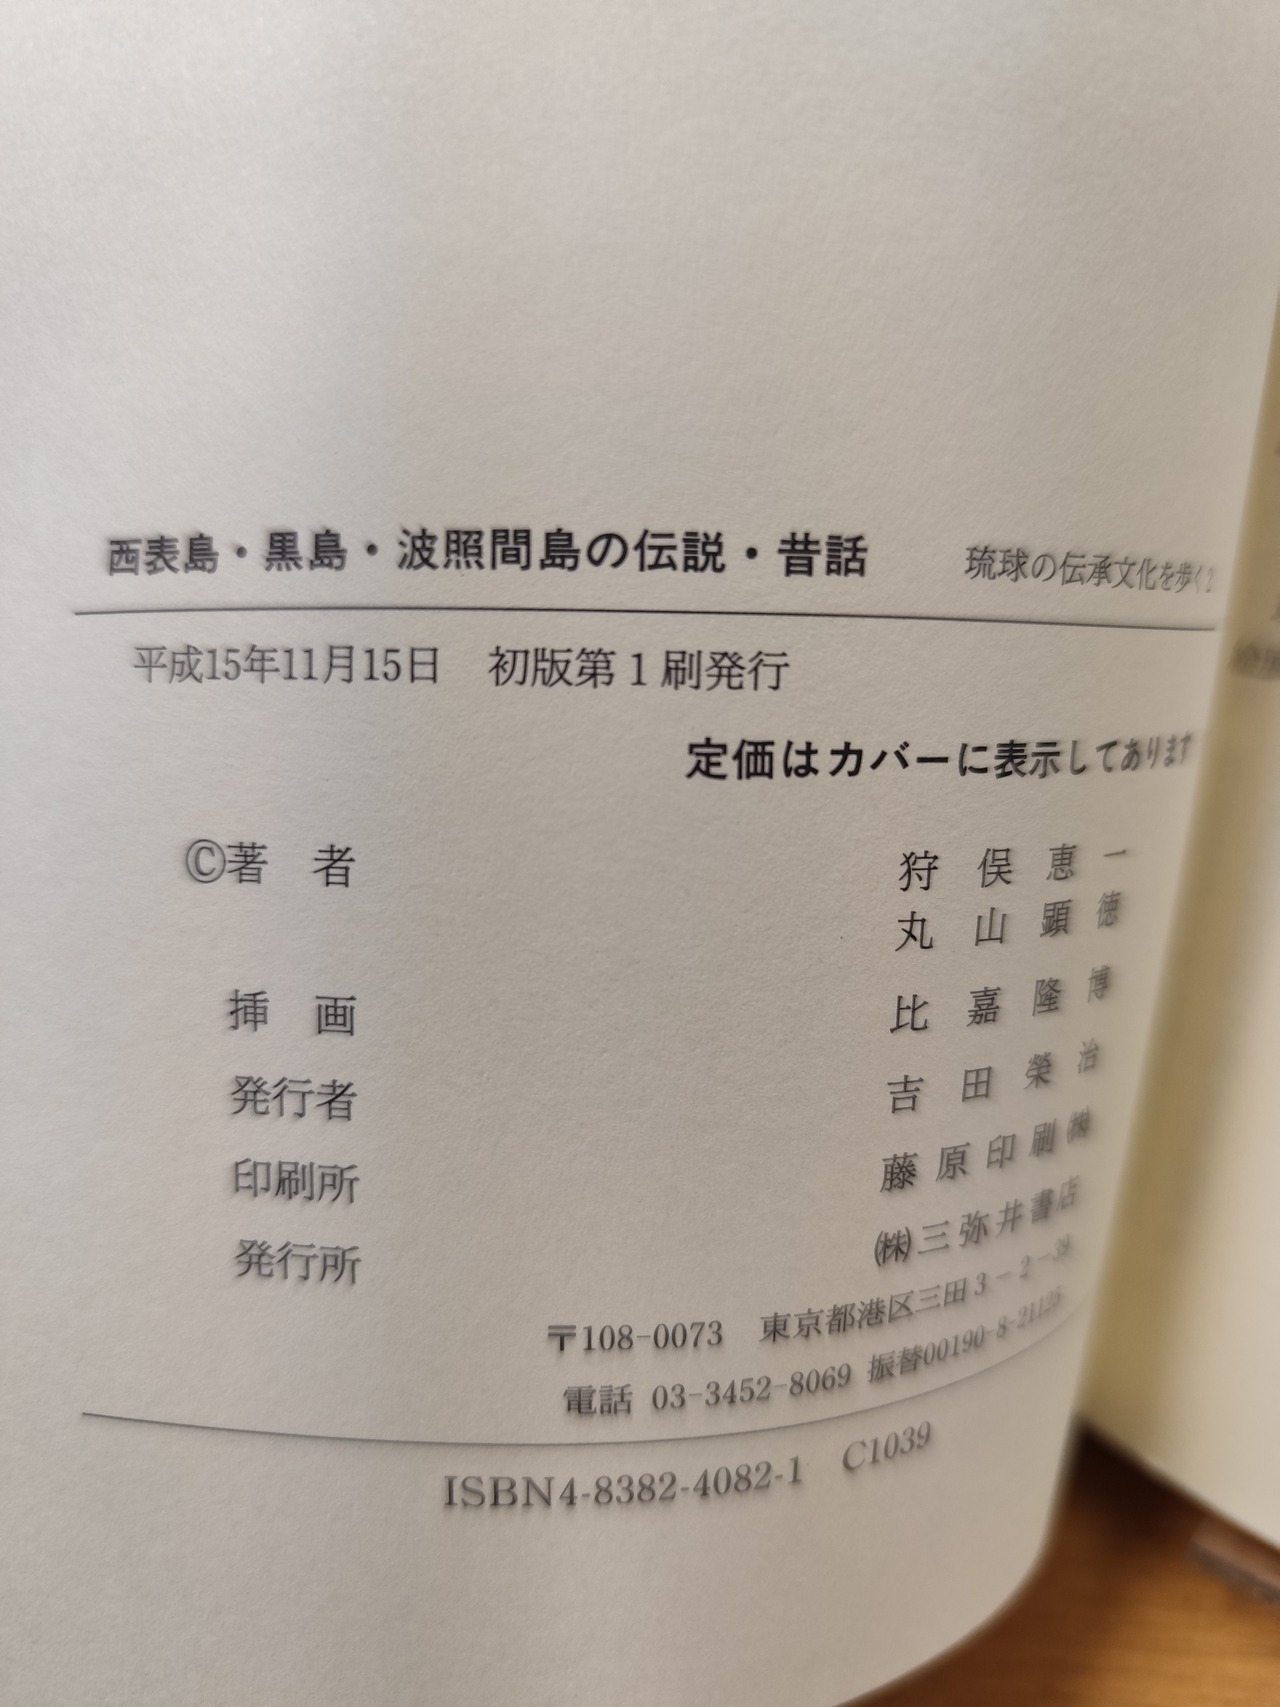 西表島・黒島・波照間島の伝説・昔話　琉球の伝承文化を歩く2
平成15年11月15日　初版第1刷発行
定価はカバーに表示してあります
Ⓒ著　者　狩俣恵一
丸山顕徳
挿　画　比嘉隆博
発行者　吉田榮治
印刷所　藤原印刷㈱
発行所　㈱三弥井書店
〒108-0073　東京都港区三田3-2-39
電話 03-3452-8069 振替00190-8-21125
ISBN4-8382-4082-1　C1039